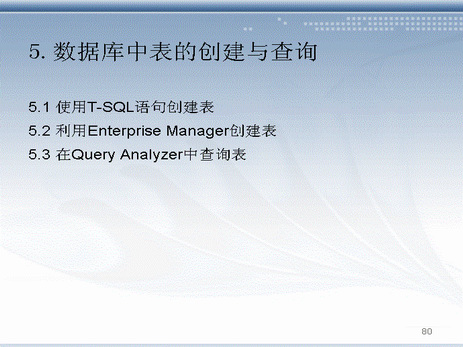 5. 数据库中表的创建与查询
5.1 使用T-SQL语句创建表
5.2 利用Enterprise Manager创建表
5.3 在Query Analyzer中查询表
80